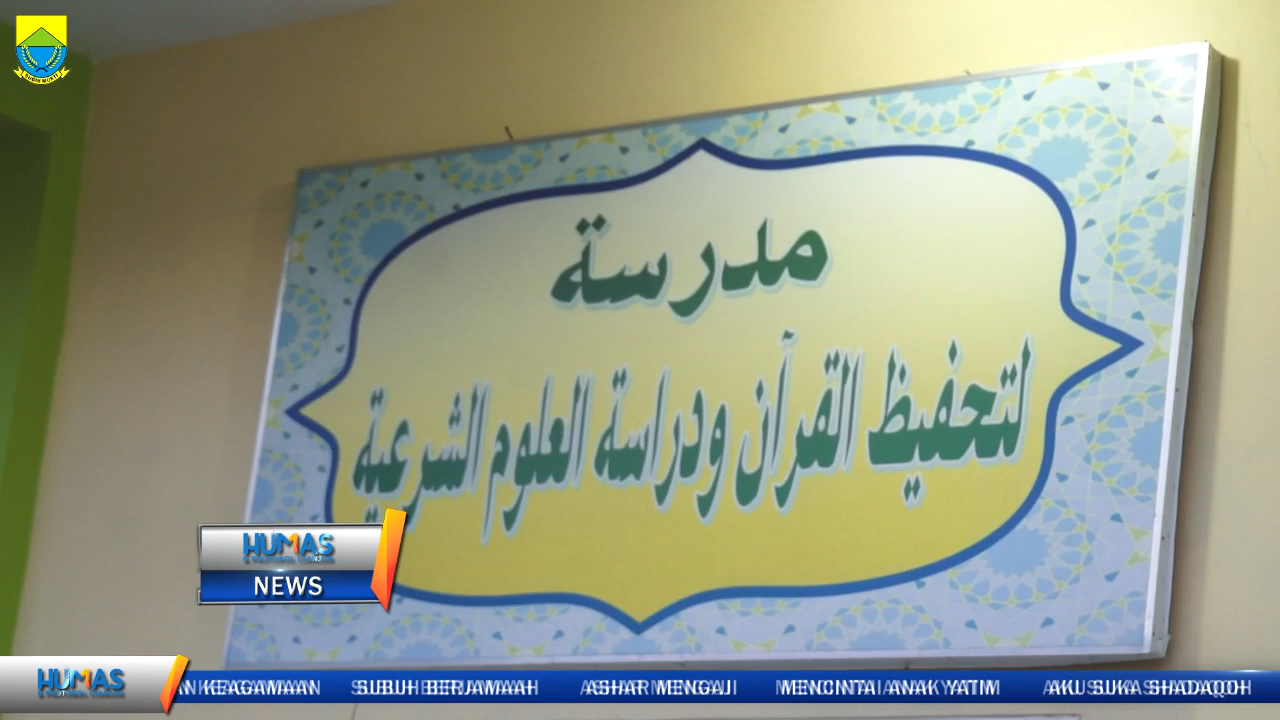 مدرسة
لتحفيظ القرآن ودراسة العلوم الشرعية
HUMAS
NEWS
HUMAS
KEAGAMAAN SUBUH BERJAMAAH ASHAR MENGAJI MENCINTAI ANAK YATIM AKU SUKA SHADAQOH